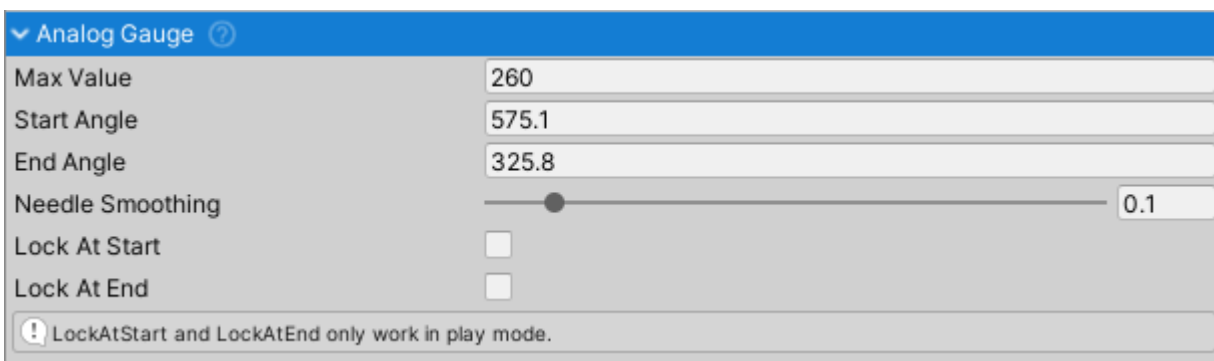 Analog Gauge ?
Max Value 260
Start Angle 575.1
End Angle 325.8
Needle Smoothing 0.1
Lock At Start
Lock At End
! LockAtStart and LockAtEnd only work in play mode.